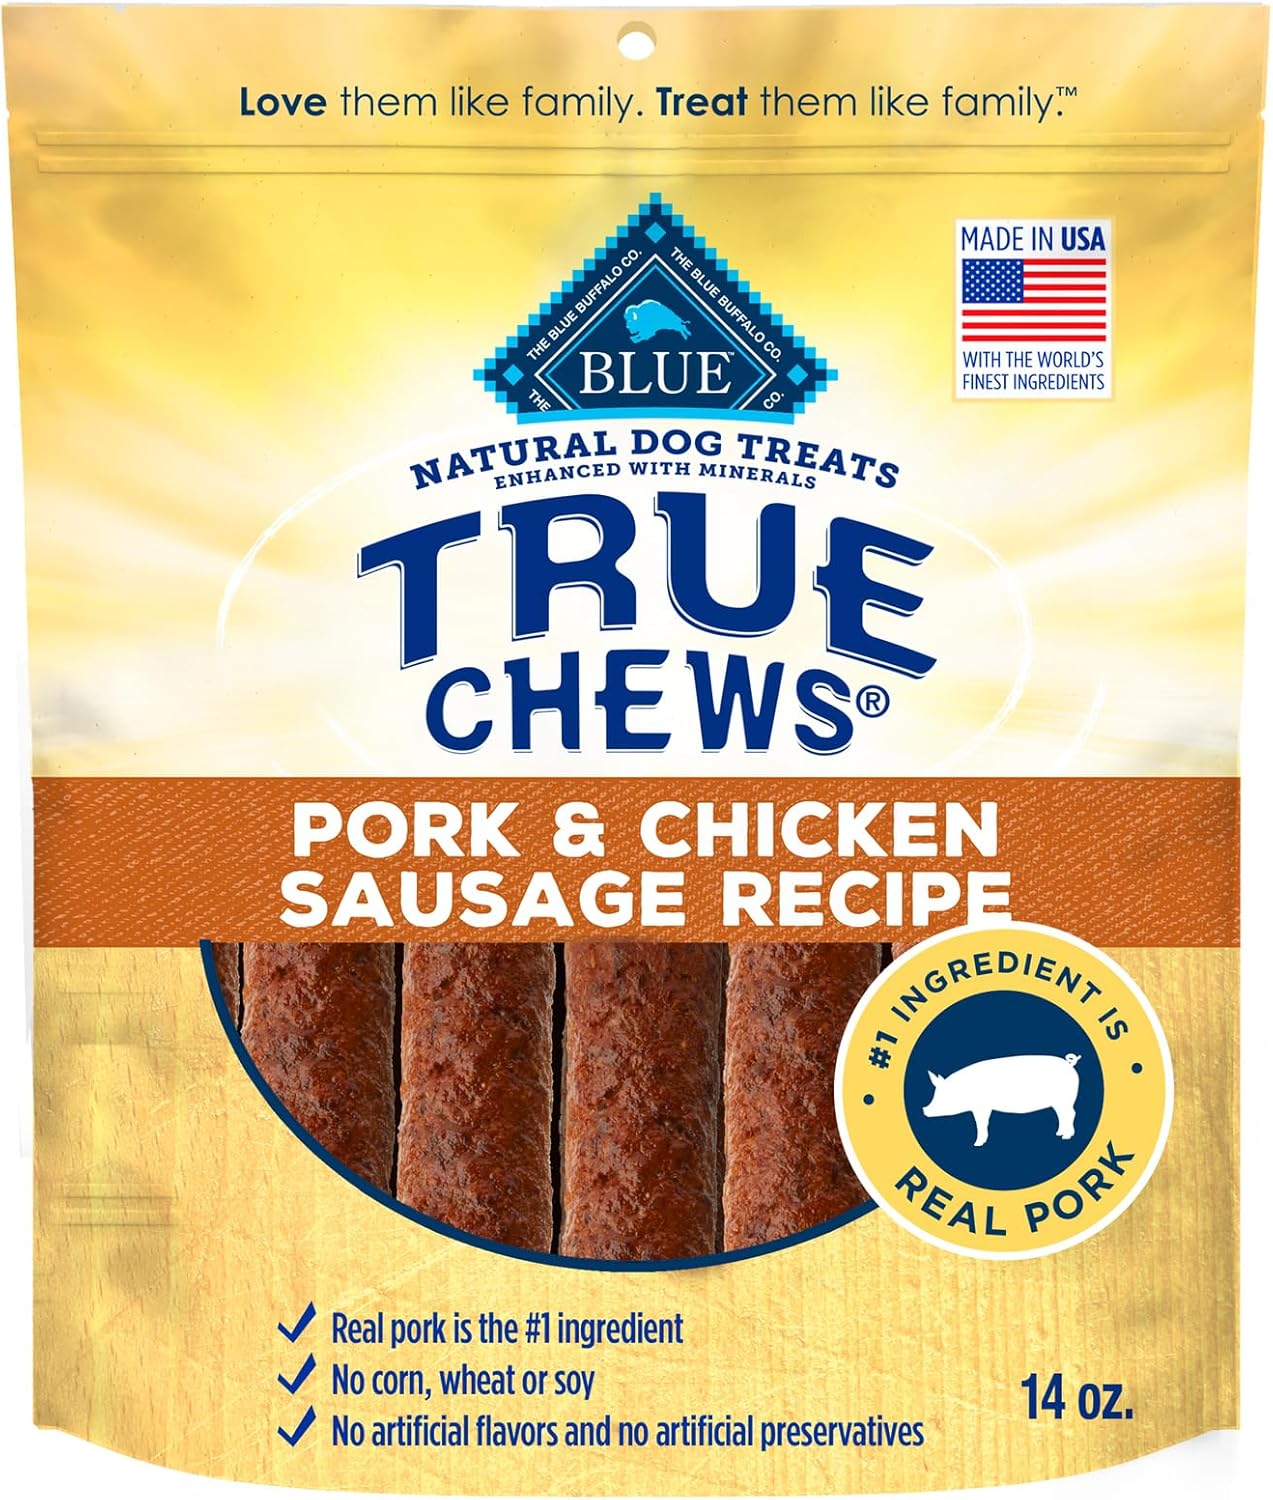 Love them like family. Treat them like family.™
MADE IN USA
WITH THE WORLD'S
FINEST INGREDIENTS
THE BLUE BUFFALO CO.
THE BLUE BUFFALO CO.
BLUE™
THE
CO.
NATURAL DOG TREATS
ENHANCED WITH MINERALS
TRUE
CHEWS®
PORK & CHICKEN
SAUSAGE RECIPE
#1 INGREDIENT IS
REAL PORK
Real pork is the #1 ingredient
No corn, wheat or soy
No artificial flavors and no artificial preservatives
14 oz.